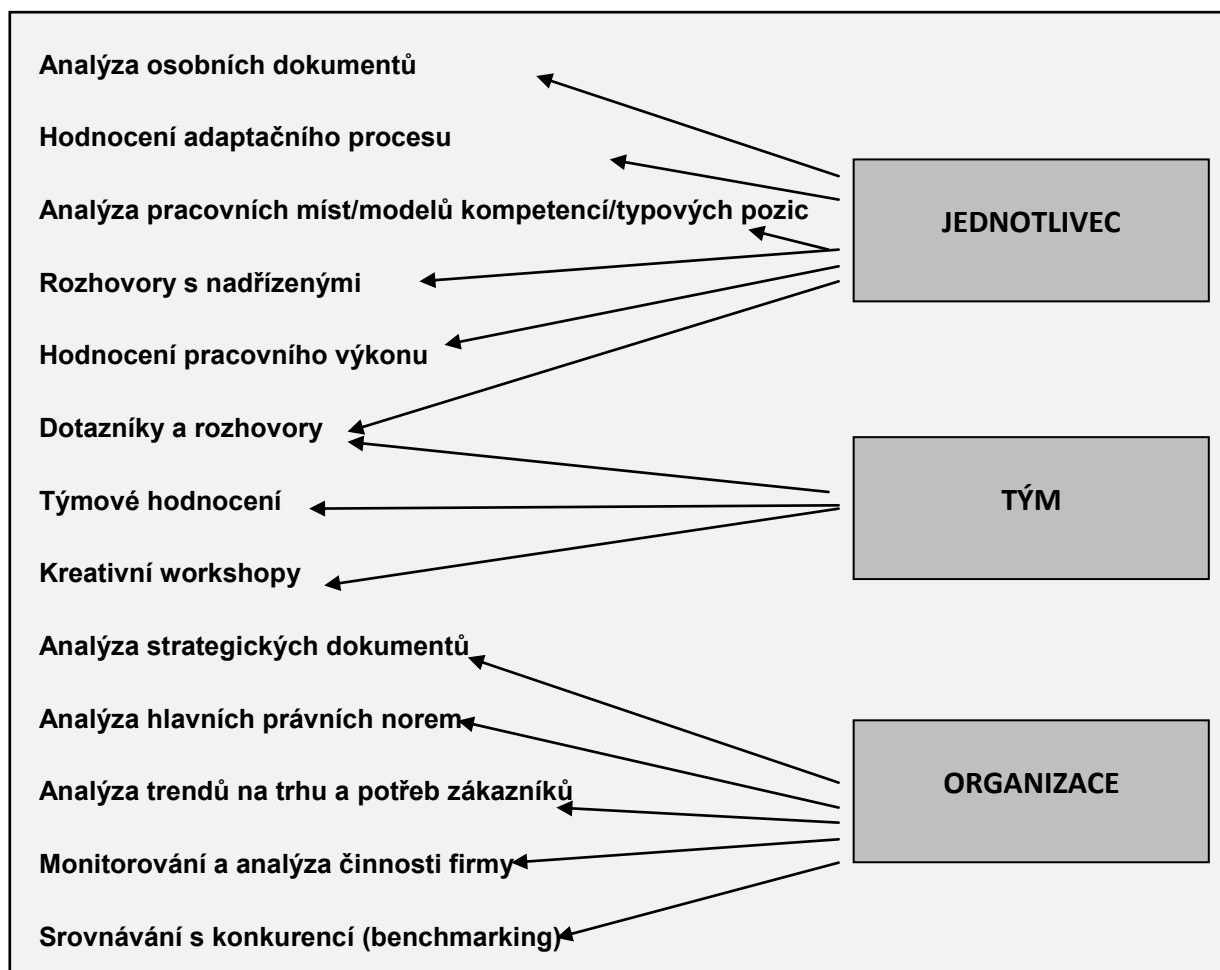 Analýza osobních dokumentů
Hodnocení adaptačního procesu
Analýza pracovních míst/modelů kompetencí/typových pozic
JEDNOTLIVEC
Rozhovory s nadřízenými
Hodnocení pracovního výkonu
Dotazníky a rozhovory
Týmové hodnocení
TÝM
Kreativní workshopy
Analýza strategických dokumentů
Analýza hlavních právních norem
Analýza trendů na trhu a potřeb zákazníků
ORGANIZACE
Monitorování a analýza činnosti firmy
Srovnávání s konkurencí (benchmarking)